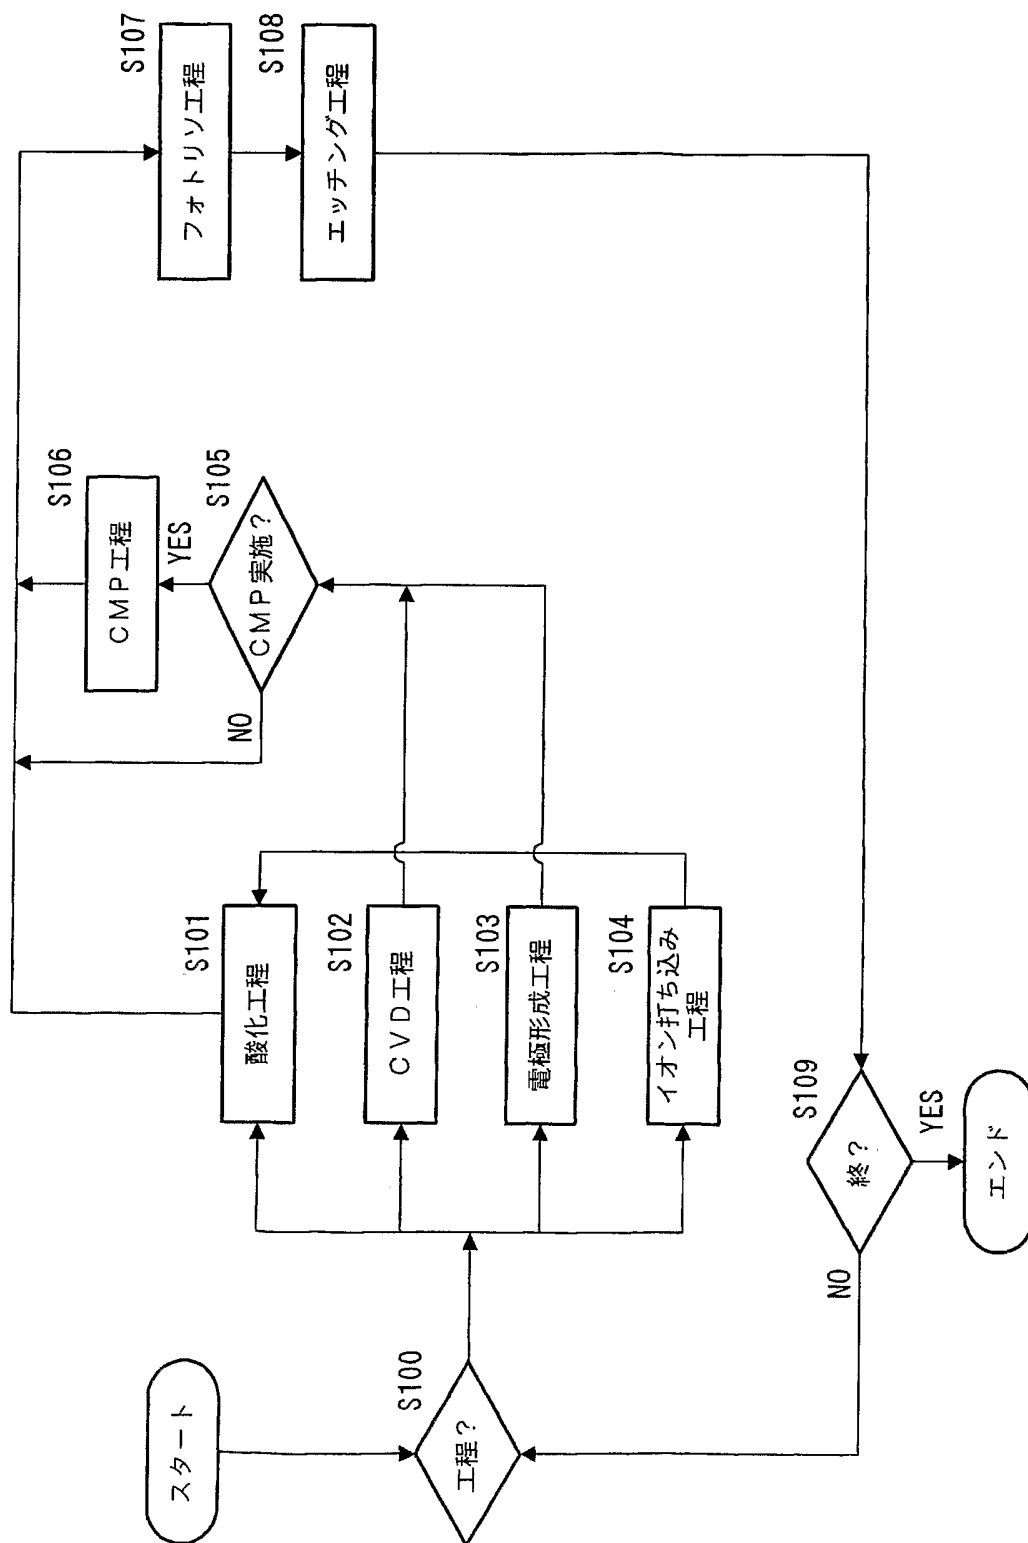 スタート
S100
工程?
S101
酸化工程
S102
CVD工程
S103
電極形成工程
S104
イオン打ち込み
工程
S105
CMP実施?
YES
NO
S106
CMP工程
S107
フォトリソ工程
S108
エッチング工程
S109
終?
NO
YES
エンド